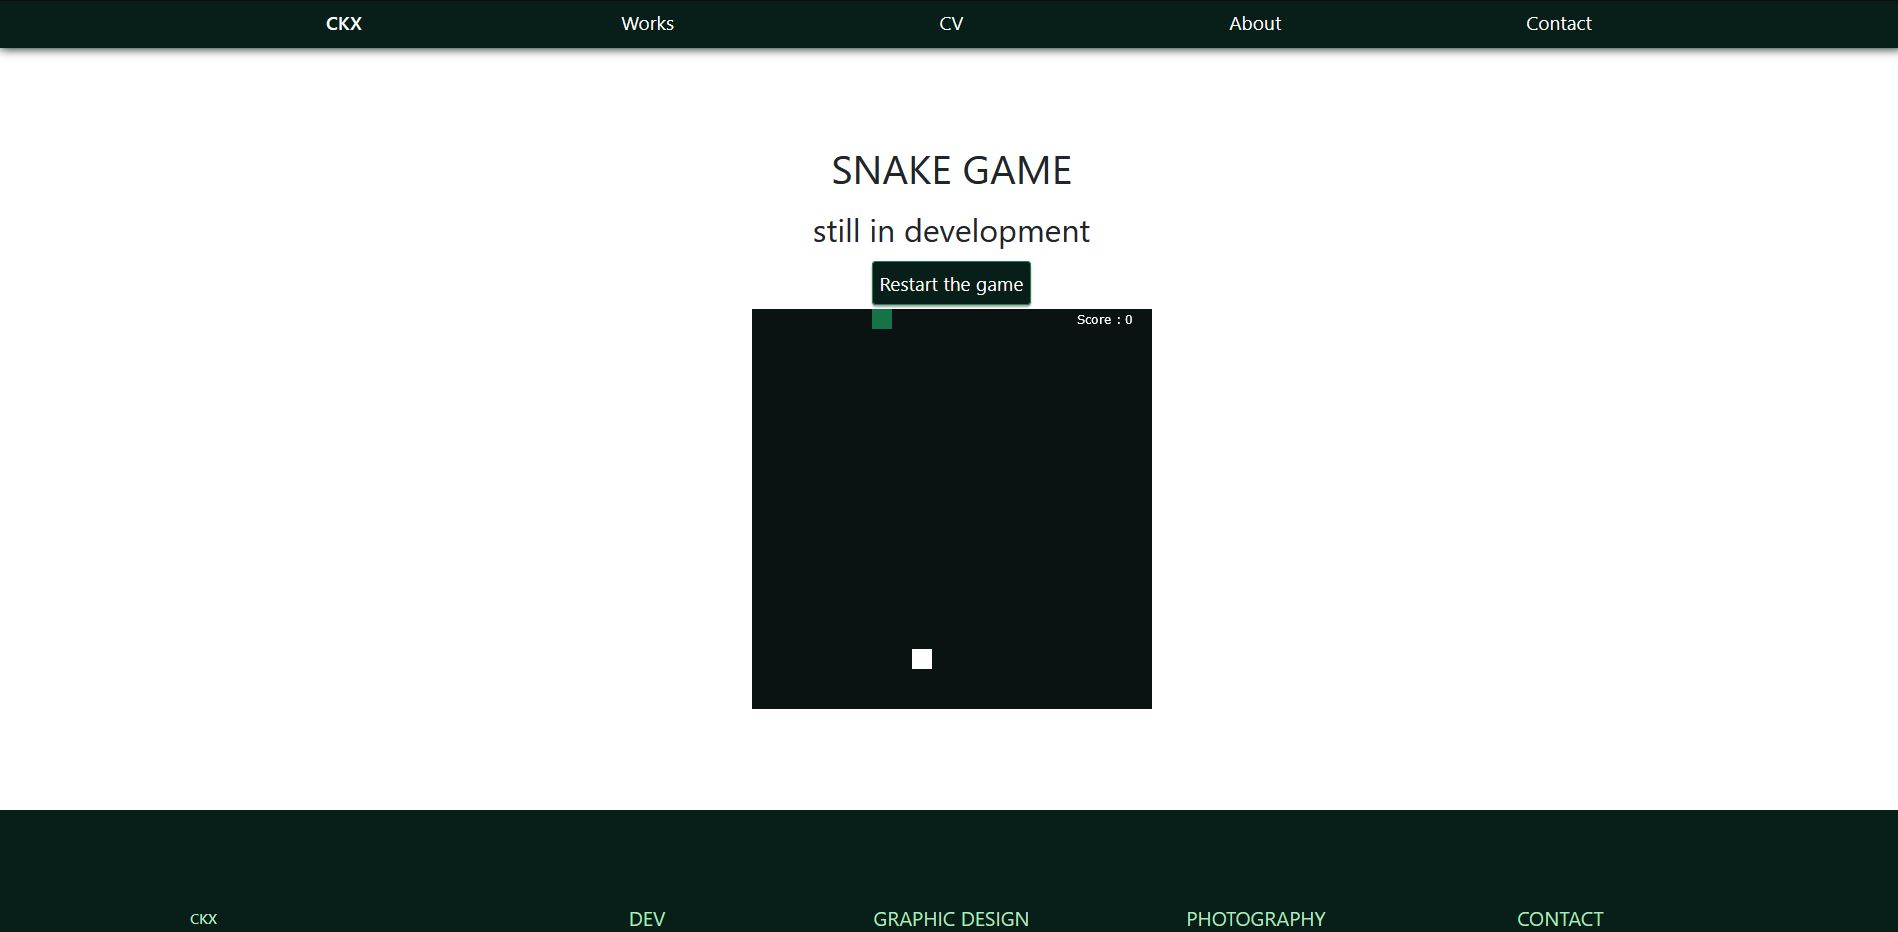 CKX Works CV About Contact
SNAKE GAME
still in development
Restart the game
Score : 0
CKX DEV GRAPHIC DESIGN PHOTOGRAPHY CONTACT